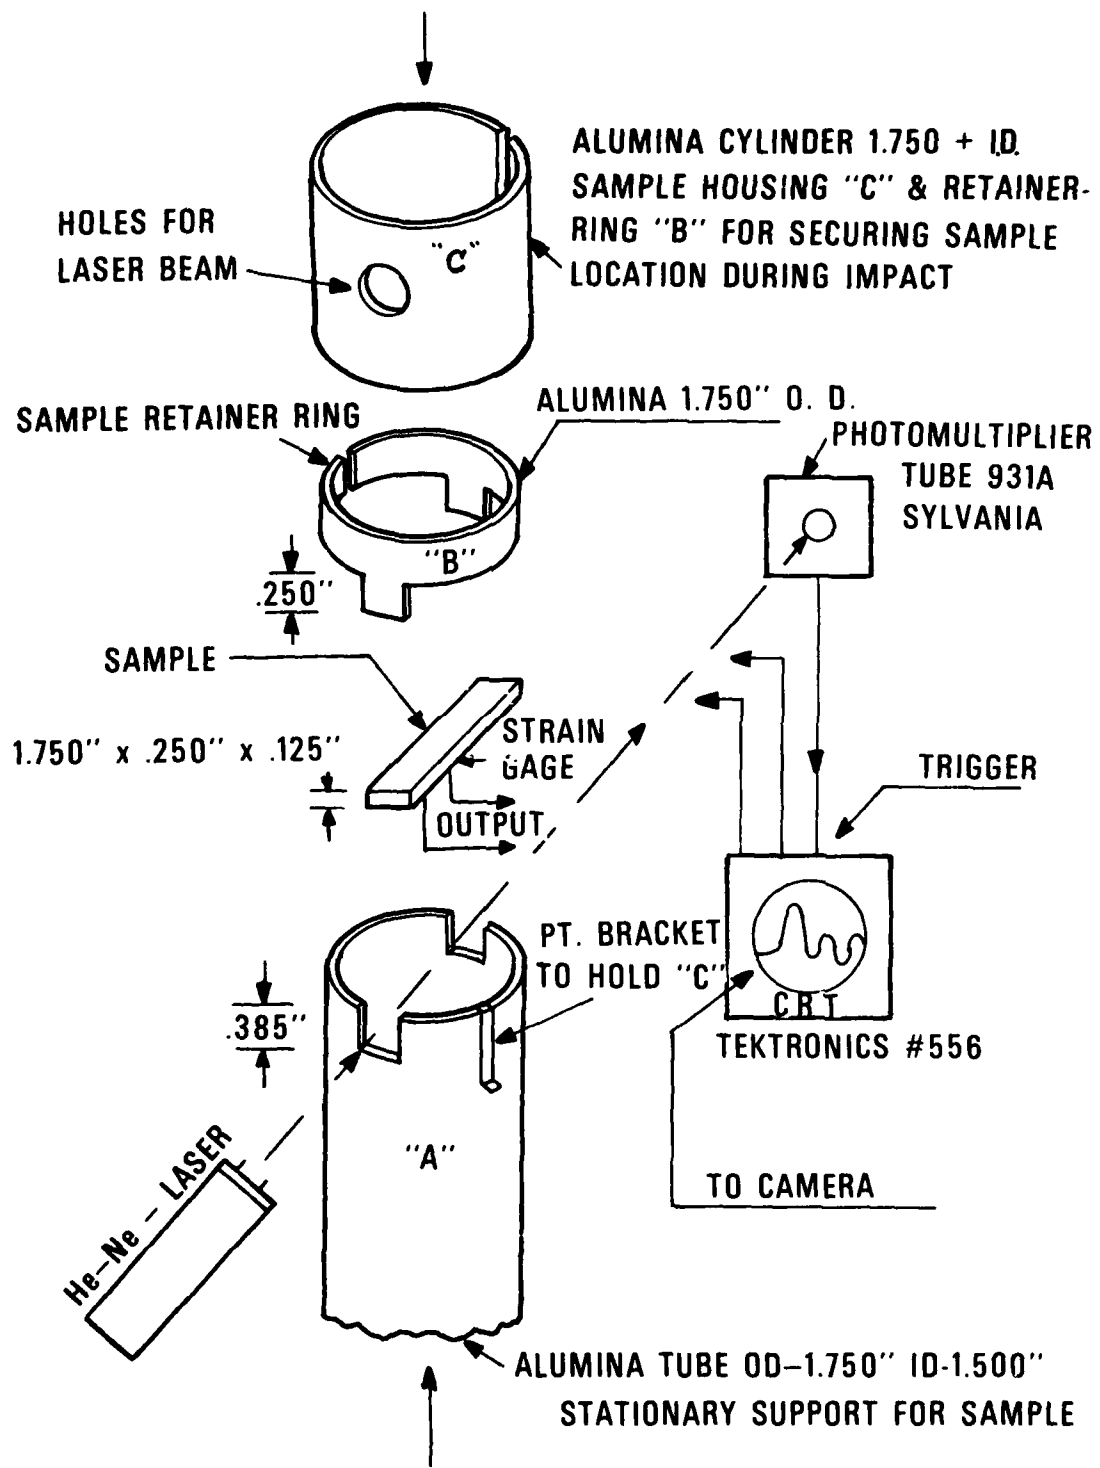 ALUMINA CYLINDER 1.750 + I.D.
SAMPLE HOUSING "C" & RETAINER-
RING "B" FOR SECURING SAMPLE
LOCATION DURING IMPACT
HOLES FOR
LASER BEAM
"C"
SAMPLE RETAINER RING
ALUMINA 1.750" O. D.
PHOTOMULTIPLIER
TUBE 931A
SYLVANIA
"B"
.250"
SAMPLE
1.750" x .250" x .125"
STRAIN
GAGE
OUTPUT
TRIGGER
PT. BRACKET
TO HOLD "C"
.385"
C R T
TEKTRONICS #556
"A"
He-Ne - LASER
TO CAMERA
ALUMINA TUBE OD-1.750" ID-1.500"
STATIONARY SUPPORT FOR SAMPLE